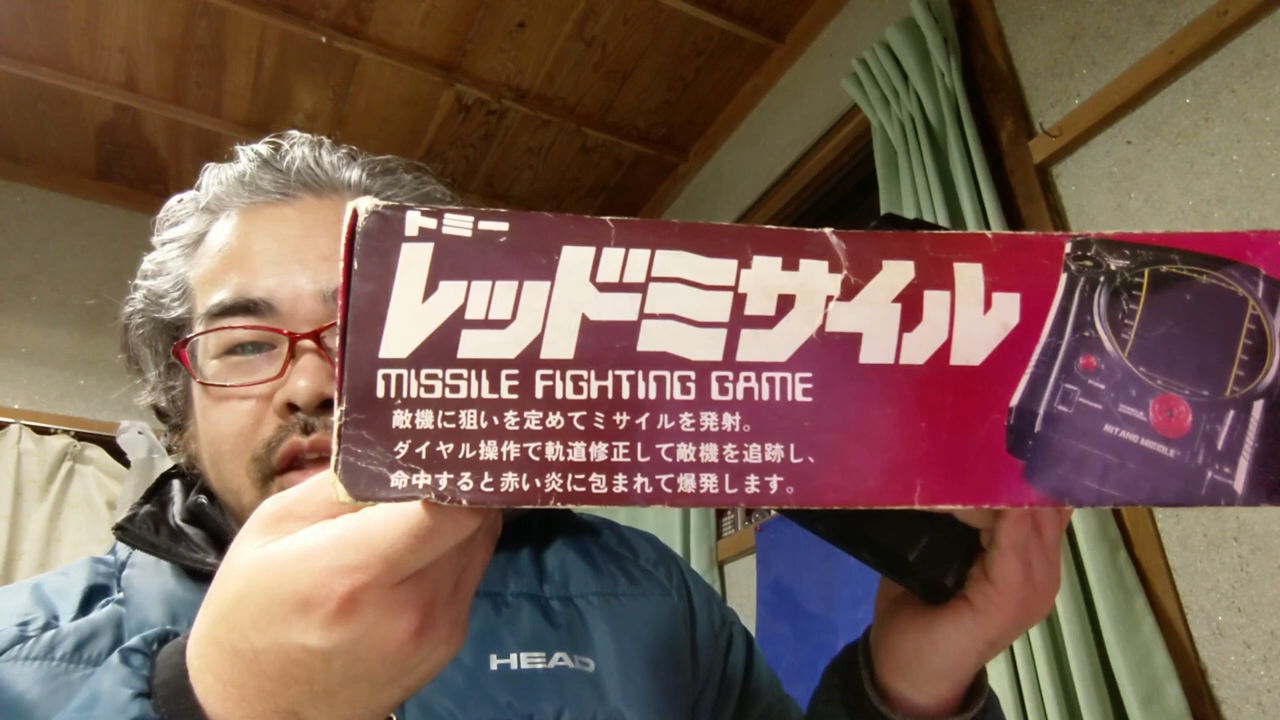 トミー
レッドミサイル
MISSILE FIGHTING GAME
敵機に狙いを定めてミサイルを発射。
ダイヤル操作で軌道修正して敵機を追跡し、
命中すると赤い炎に包まれて爆発します。
HEAD